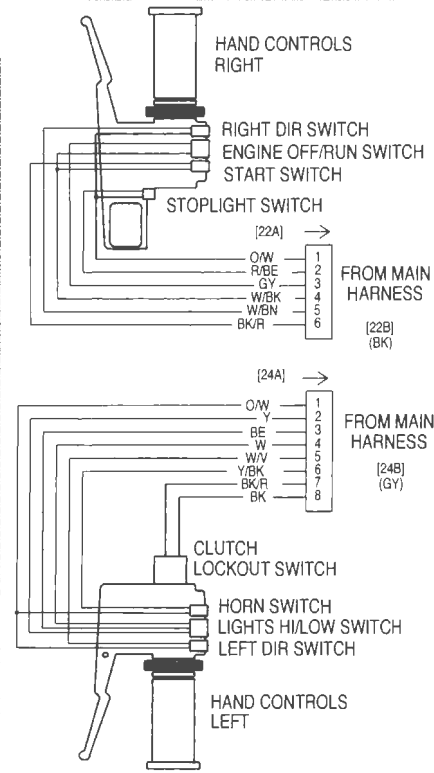 HAND CONTROLS
RIGHT
RIGHT DIR SWITCH
ENGINE OFF/RUN SWITCH
START SWITCH
STOPLIGHT SWITCH
[22A]
O/W 1
R/BE 2
GY 3
W/BK 4
W/BN 5
BK/R 6
FROM MAIN
HARNESS
[22B]
(BK)
[24A]
O/W 1
Y 2
BE 3
W 4
W/V 5
Y/BK 6
BK/R 7
BK 8
FROM MAIN
HARNESS
[24B]
(GY)
CLUTCH
LOCKOUT SWITCH
HORN SWITCH
LIGHTS HI/LOW SWITCH
LEFT DIR SWITCH
HAND CONTROLS
LEFT